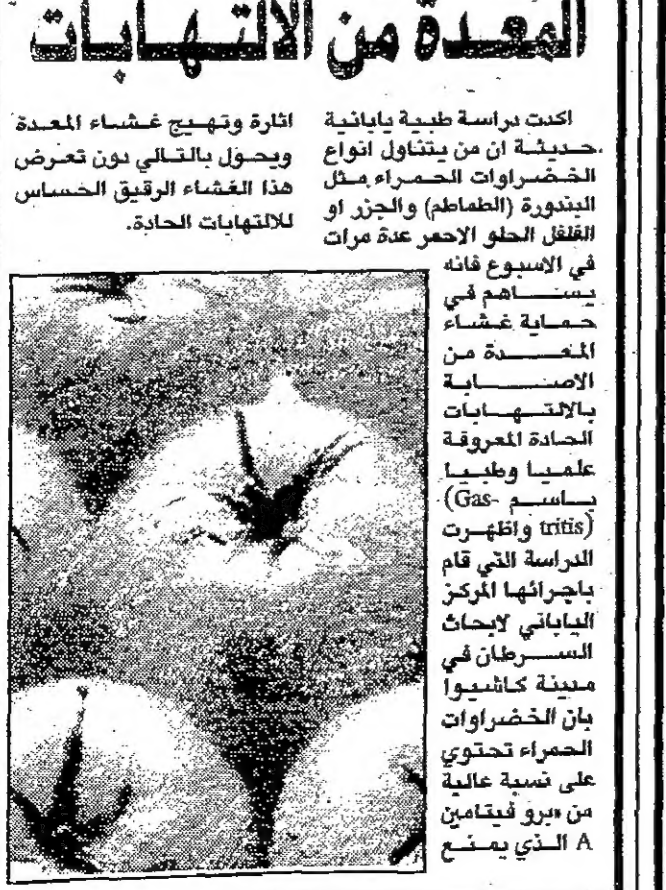 المعدة من الالتهابات
اكدت دراسة طبية يابانية
حديثة ان من يتناول انواع
الخضراوات الحمراء مثل
البندورة (الطماطم) والجزر او
الفلفل الحلو الاحمر عدة مرات
في الاسبوع فانه
يساهم في
حماية غشاء
المعدة من
الاصابة
بالالتهابات
الحادة المعروفة
علميا وطبيا
باسم (Gas-
tritis) واظهرت
الدراسة التي قام
باجرائها المركز
الياباني لابحاث
السرطان في
مدينة كاشيوا
بان الخضراوات
الحمراء تحتوي
على نسبة عالية
من «برو فيتامين
A الذي يمنع
اثارة وتهيج غشاء المعدة
ويحول بالتالي دون تعرض
هذا الغشاء الرقيق الحساس
للالتهابات الحادة.